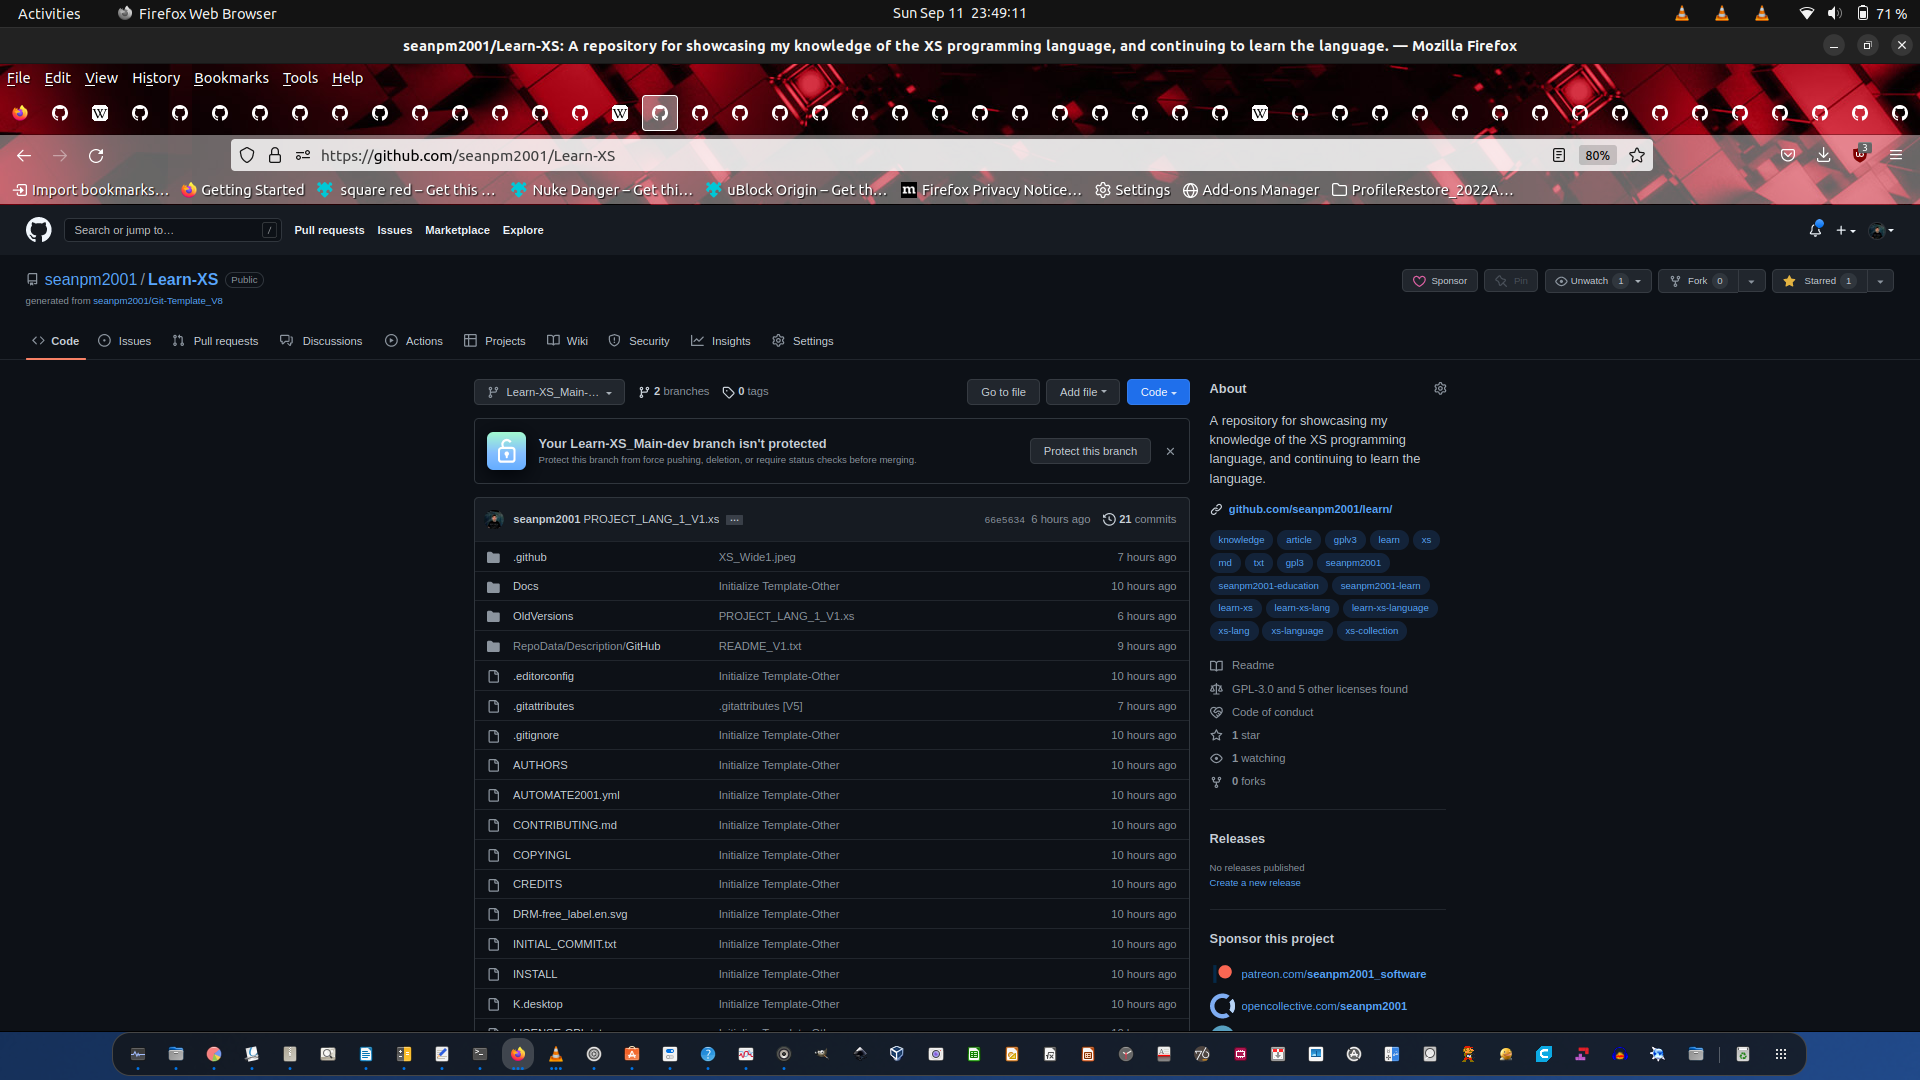 Activities
Firefox Web Browser
Sun Sep 11 23:49:11
71 %
seanpm2001/Learn-XS: A repository for showcasing my knowledge of the XS programming language, and continuing to learn the language. — Mozilla Firefox
File Edit View History Bookmarks Tools Help
https://github.com/seanpm2001/Learn-XS
80%
3
Import bookmarks…
Getting Started
square red – Get this …
Nuke Danger – Get thi…
uBlock Origin – Get th…
Firefox Privacy Notice…
Settings
Add-ons Manager
ProfileRestore_2022A…
Search or jump to…
/
Pull requests Issues Marketplace Explore
seanpm2001 / Learn-XS Public
Sponsor
Pin
Unwatch 1
Fork 0
Starred 1
generated from seanpm2001/Git-Template_V8
Code
Issues
Pull requests
Discussions
Actions
Projects
Wiki
Security
Insights
Settings
Learn-XS_Main-…
2 branches
0 tags
Go to file
Add file
Code
Your Learn-XS_Main-dev branch isn't protected
Protect this branch from force pushing, deletion, or require status checks before merging.
Protect this branch
seanpm2001 PROJECT_LANG_1_V1.xs … 66e5634 6 hours ago 21 commits
.github XS_Wide1.jpeg 7 hours ago
Docs Initialize Template-Other 10 hours ago
OldVersions PROJECT_LANG_1_V1.xs 6 hours ago
RepoData/Description/GitHub README_V1.txt 9 hours ago
.editorconfig Initialize Template-Other 10 hours ago
.gitattributes .gitattributes [V5] 7 hours ago
.gitignore Initialize Template-Other 10 hours ago
AUTHORS Initialize Template-Other 10 hours ago
AUTOMATE2001.yml Initialize Template-Other 10 hours ago
CONTRIBUTING.md Initialize Template-Other 10 hours ago
COPYINGL Initialize Template-Other 10 hours ago
CREDITS Initialize Template-Other 10 hours ago
DRM-free_label.en.svg Initialize Template-Other 10 hours ago
INITIAL_COMMIT.txt Initialize Template-Other 10 hours ago
INSTALL Initialize Template-Other 10 hours ago
K.desktop Initialize Template-Other 10 hours ago
About
A repository for showcasing my
knowledge of the XS programming
language, and continuing to learn the
language.
github.com/seanpm2001/learn/
knowledge article gplv3 learn xs
md txt gpl3 seanpm2001
seanpm2001-education seanpm2001-learn
learn-xs learn-xs-lang learn-xs-language
xs-lang xs-language xs-collection
Readme
GPL-3.0 and 5 other licenses found
Code of conduct
1 star
1 watching
0 forks
Releases
No releases published
Create a new release
Sponsor this project
patreon.com/seanpm2001_software
opencollective.com/seanpm2001